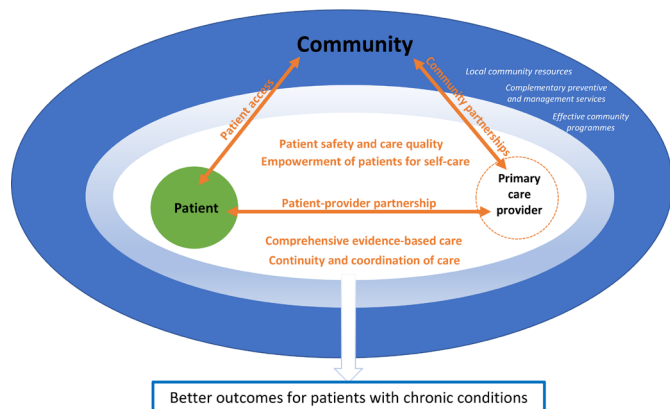 Community
Local community resources
Complementary preventive
and management services
Effective community
programmes
Patient access
Community partnerships
Patient safety and care quality
Empowerment of patients for self-care
Patient
Patient-provider partnership
Primary
care
provider
Comprehensive evidence-based care
Continuity and coordination of care
Better outcomes for patients with chronic conditions